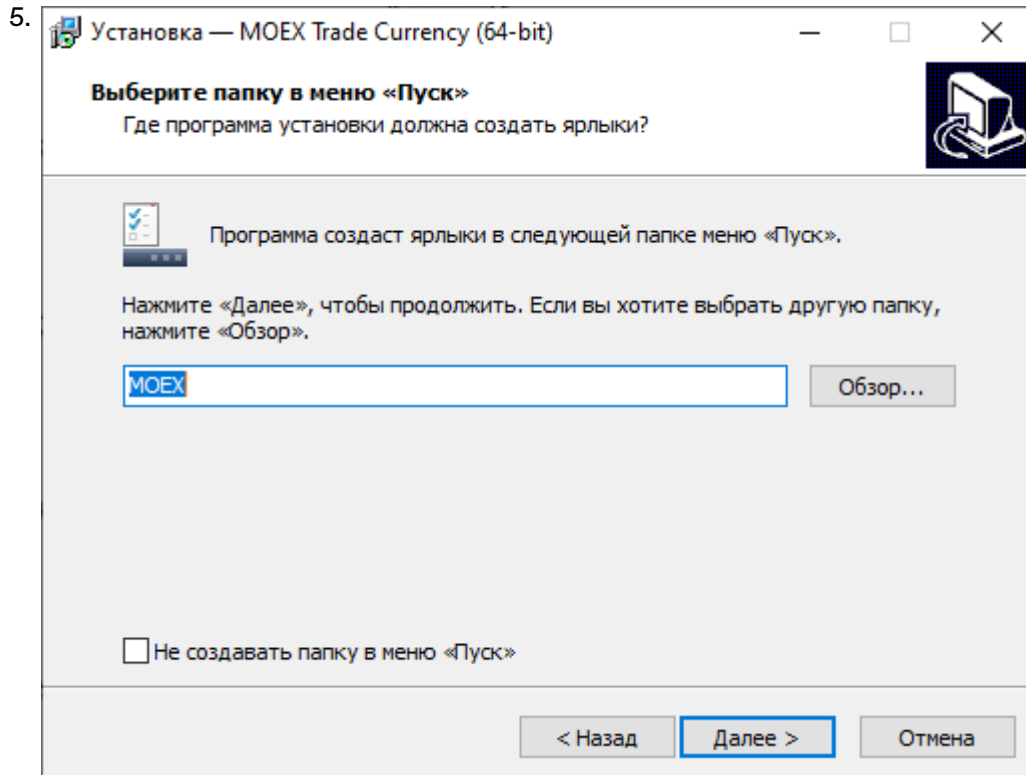 5.
Установка — MOEX Trade Currency (64-bit)
Выберите папку в меню «Пуск»
Где программа установки должна создать ярлыки?
Программа создаст ярлыки в следующей папке меню «Пуск».
Нажмите «Далее», чтобы продолжить. Если вы хотите выбрать другую папку,
нажмите «Обзор».
MOEX
Обзор...
Не создавать папку в меню «Пуск»
< Назад
Далее >
Отмена